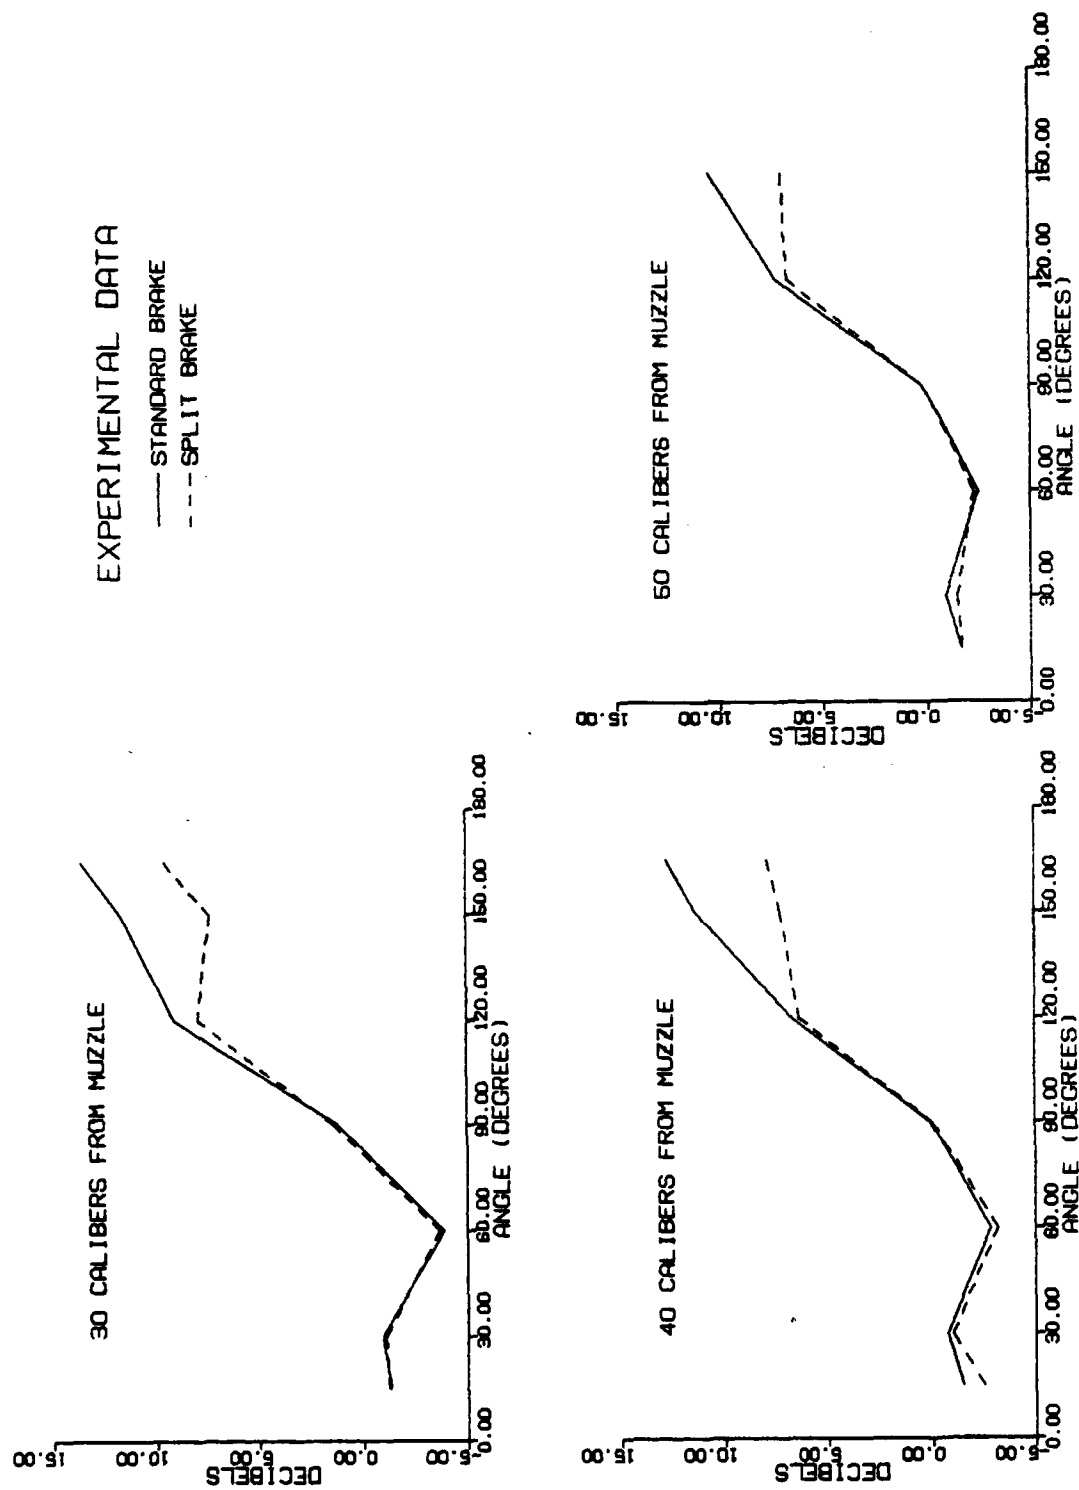 EXPERIMENTAL DATA
STANDARD BRAKE
SPLIT BRAKE
30 CALIBERS FROM MUZZLE
15.00
10.00
5.00
0.00
-5.00
DECIBELS
0.00 30.00 60.00 90.00 120.00 150.00 180.00
ANGLE (DEGREES)
40 CALIBERS FROM MUZZLE
15.00
10.00
5.00
0.00
-5.00
DECIBELS
0.00 30.00 60.00 90.00 120.00 150.00 180.00
ANGLE (DEGREES)
50 CALIBERS FROM MUZZLE
15.00
10.00
5.00
0.00
-5.00
DECIBELS
0.00 30.00 60.00 90.00 120.00 150.00 180.00
ANGLE (DEGREES)